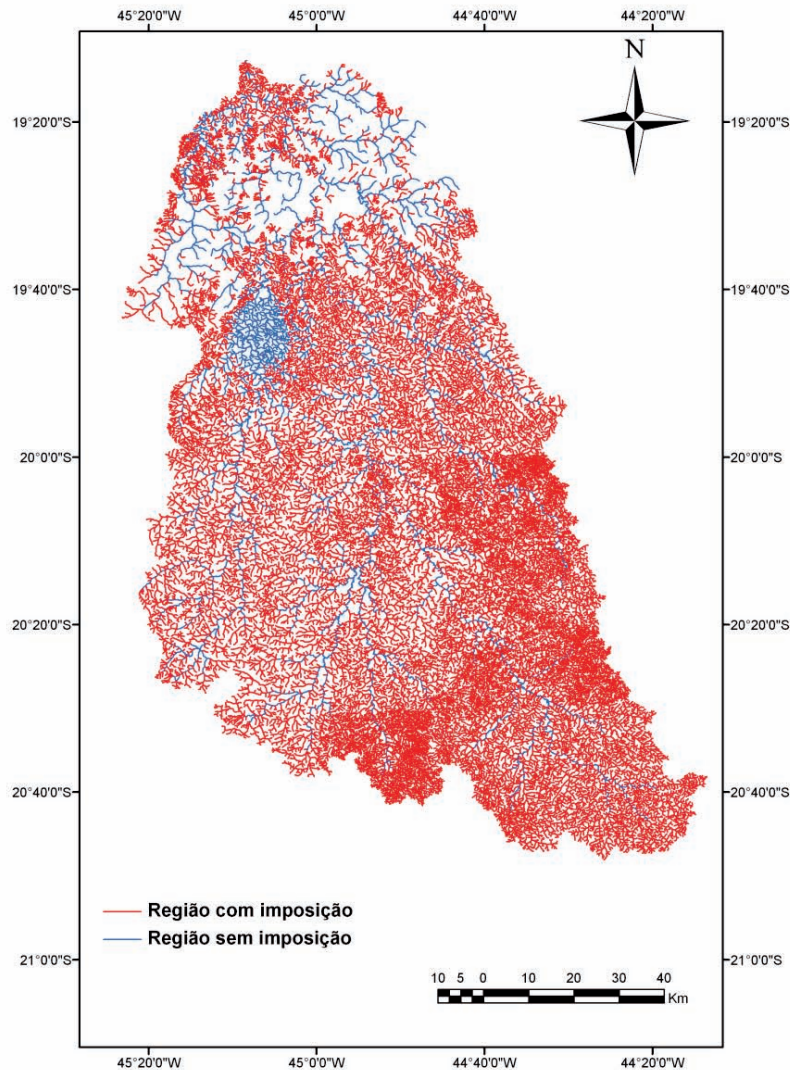 45°20'0"W 45°0'0"W 44°40'0"W 44°20'0"W
N
19°20'0"S 19°20'0"S
19°40'0"S 19°40'0"S
20°0'0"S 20°0'0"S
20°20'0"S 20°20'0"S
20°40'0"S 20°40'0"S
Região com imposição
Região sem imposição
21°0'0"S 21°0'0"S
10 5 0 10 20 30 40
Km
45°20'0"W 45°0'0"W 44°40'0"W 44°20'0"W